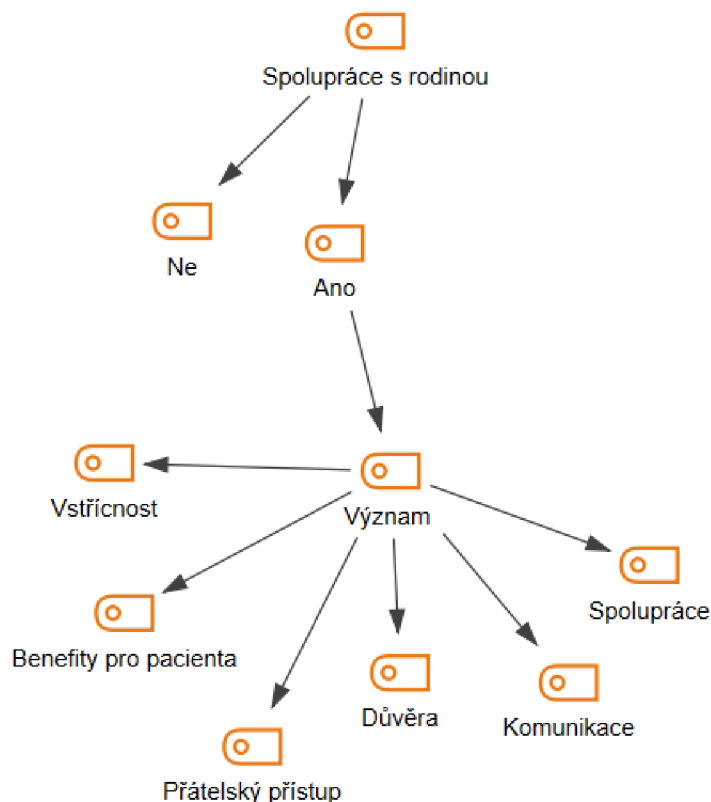 Spolupráce s rodinou
Ne
Ano
Vstřícnost
Význam
Spolupráce
Benefity pro pacienta
Důvěra
Komunikace
Přátelský přístup